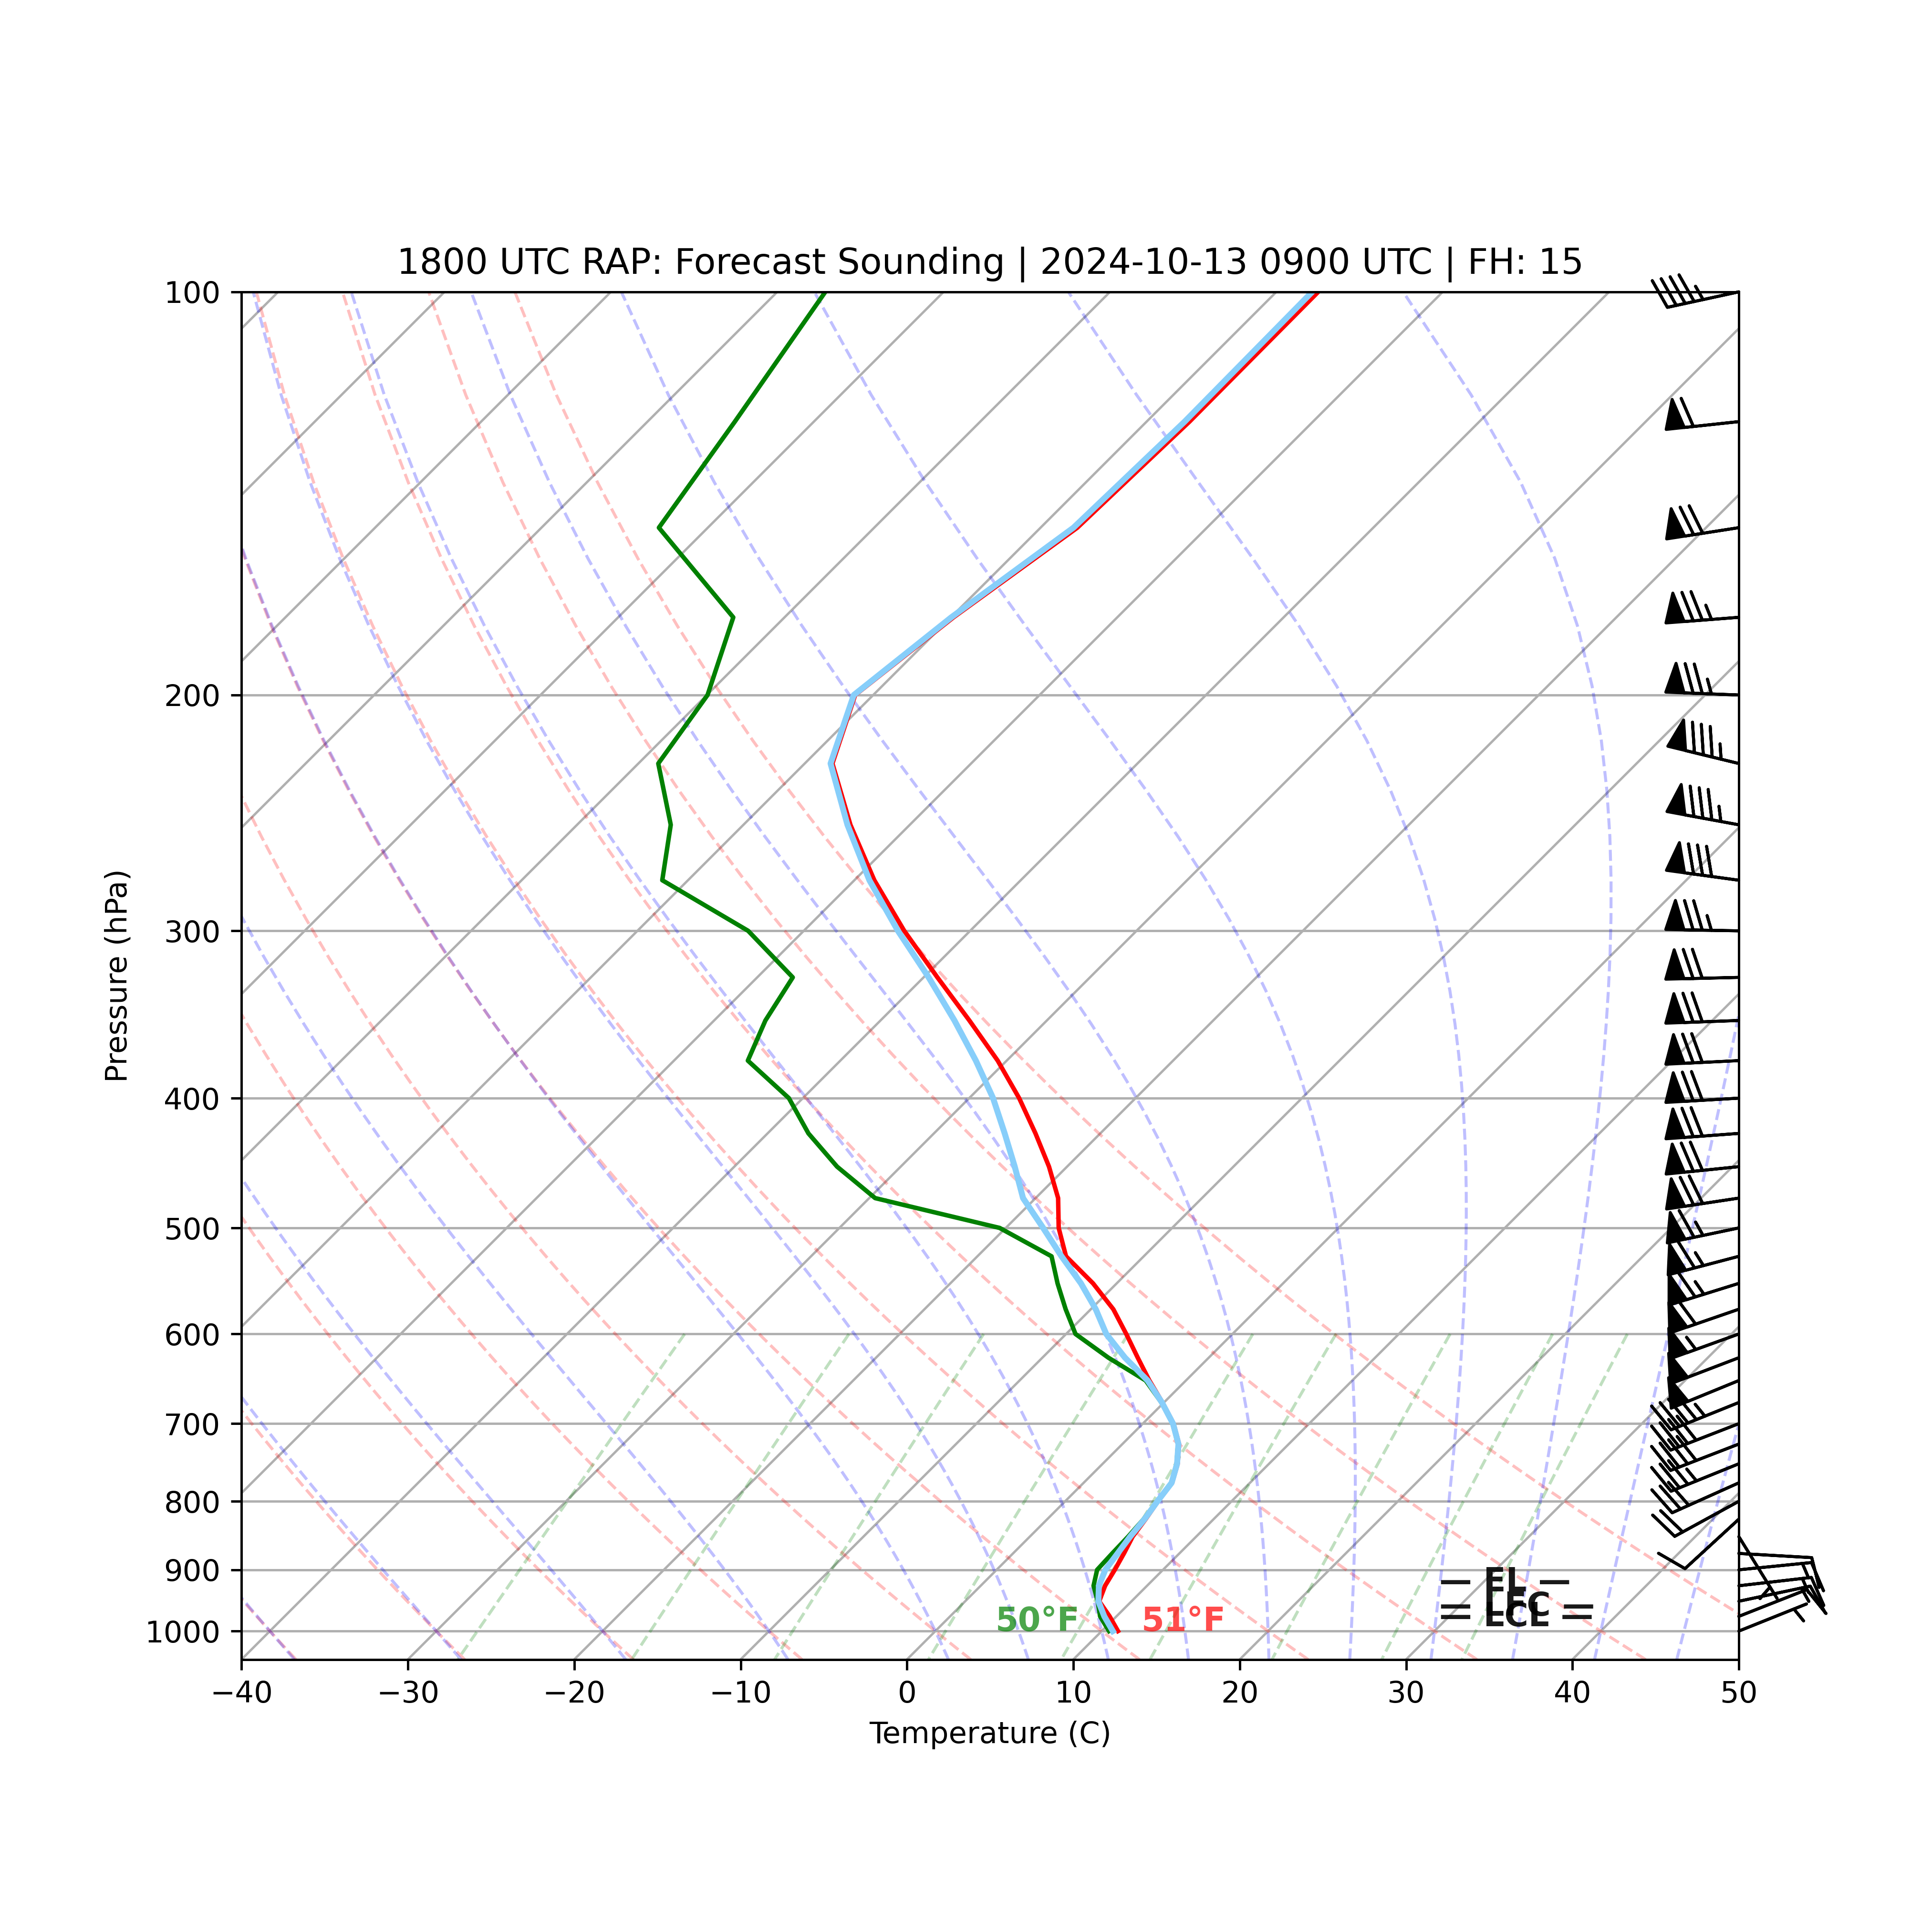 1800 UTC RAP: Forecast Sounding | 2024-10-13 0900 UTC | FH: 15
100
200
300
400
500
600
700
800
900
1000
Pressure (hPa)
— EL —
50°F
51°F
= LCL =
−40
−30
−20
−10
0
10
20
30
40
50
Temperature (C)